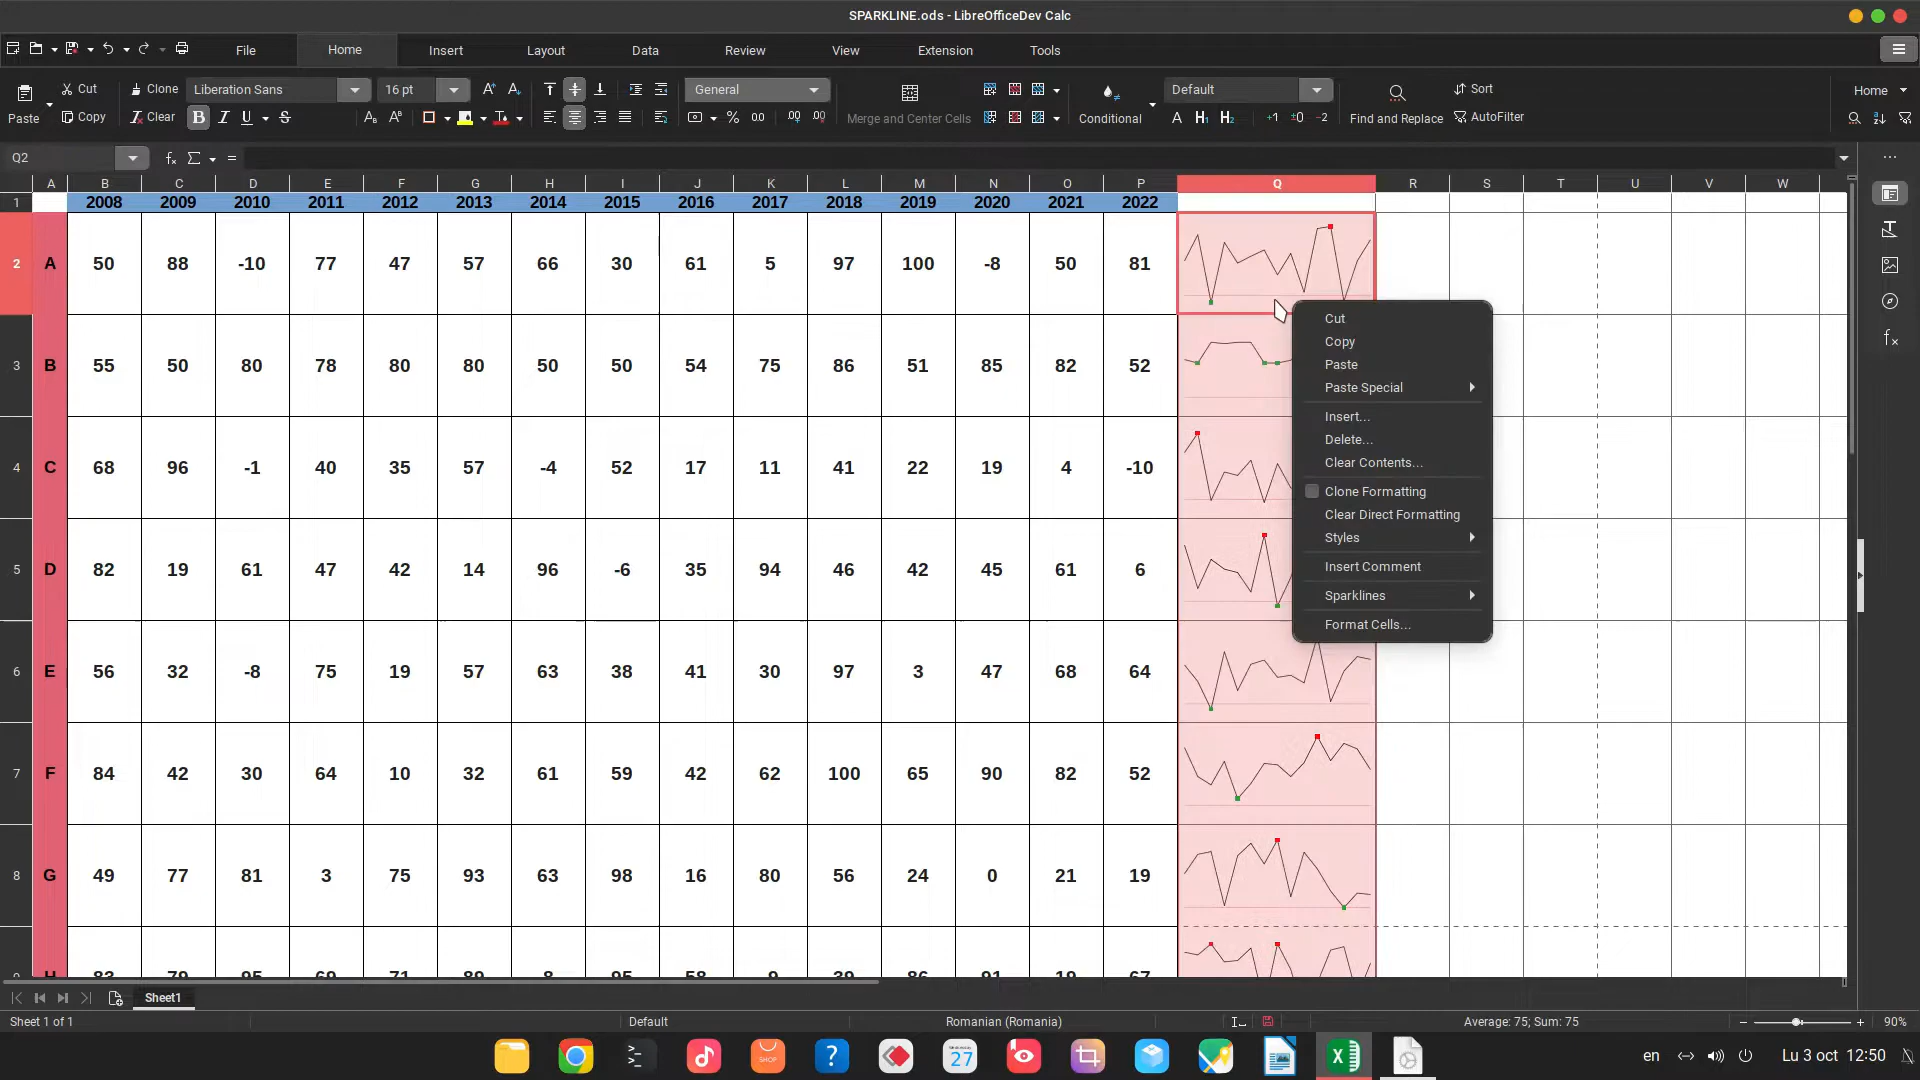 SPARKLINE.ods - LibreOfficeDev Calc
File Home Insert Layout Data Review View Extension Tools
Cut Clone Liberation Sans 16 pt General Default Sort Home
Paste Copy Clear Merge and Center Cells Conditional Find and Replace AutoFilter
Q2
A B C D E F G H I J K L M N O P Q R S T U V W
1 2008 2009 2010 2011 2012 2013 2014 2015 2016 2017 2018 2019 2020 2021 2022
2 A 50 88 -10 77 47 57 66 30 61 5 97 100 -8 50 81
3 B 55 50 80 78 80 80 50 50 54 75 86 51 85 82 52
4 C 68 96 -1 40 35 57 -4 52 17 11 41 22 19 4 -10
5 D 82 19 61 47 42 14 96 -6 35 94 46 42 45 61 6
6 E 56 32 -8 75 19 57 63 38 41 30 97 3 47 68 64
7 F 84 42 30 64 10 32 61 59 42 62 100 65 90 82 52
8 G 49 77 81 3 75 93 63 98 16 80 56 24 0 21 19
Cut
Copy
Paste
Paste Special
Insert...
Delete...
Clear Contents...
Clone Formatting
Clear Direct Formatting
Styles
Insert Comment
Sparklines
Format Cells...
Sheet1
Sheet 1 of 1 Default Romanian (Romania) Average: 75; Sum: 75 90%
SHOP 27 en Lu 3 oct 12:50